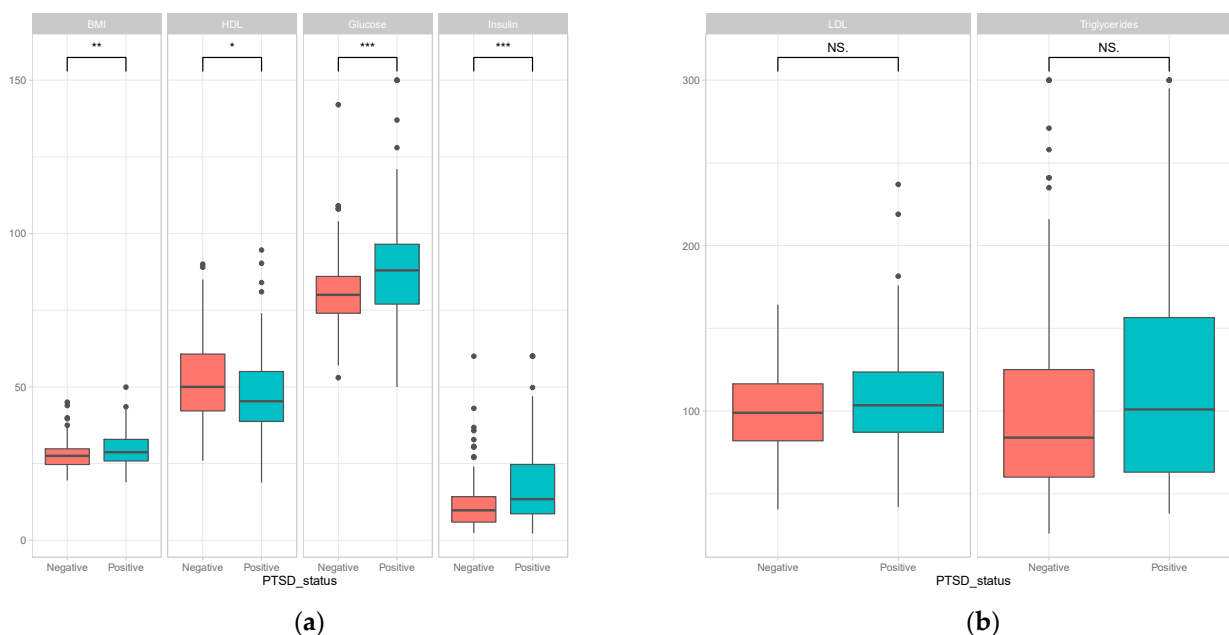 BMI HDL Glucose Insulin
** * *** ***
150
100
50
0
Negative Positive Negative Positive Negative Positive Negative Positive
PTSD_status
(a)
LDL Triglycerides
NS. NS.
300
200
100
Negative Positive Negative Positive
PTSD_status
(b)